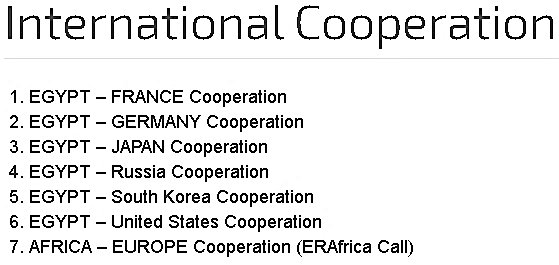 International Cooperation
1. EGYPT – FRANCE Cooperation
2. EGYPT – GERMANY Cooperation
3. EGYPT – JAPAN Cooperation
4. EGYPT – Russia Cooperation
5. EGYPT – South Korea Cooperation
6. EGYPT – United States Cooperation
7. AFRICA – EUROPE Cooperation (ERAfrica Call)